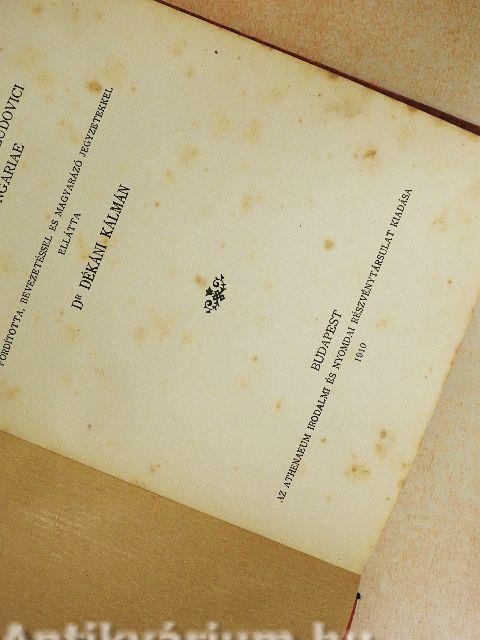 UDOVICI
NGARIAE
FORDITOTTA, BEVEZETÉSSEL ÉS MAGYARÁZÓ JEGYZETEKKEL
ELLÁTTA
DR DÉKÁNI KÁLMÁN
BUDAPEST
AZ ATHENAEUM IRODALMI ÉS NYOMDAI RÉSZVÉNYTÁRSULAT KIADÁSA
1910
Antikvárium.hu